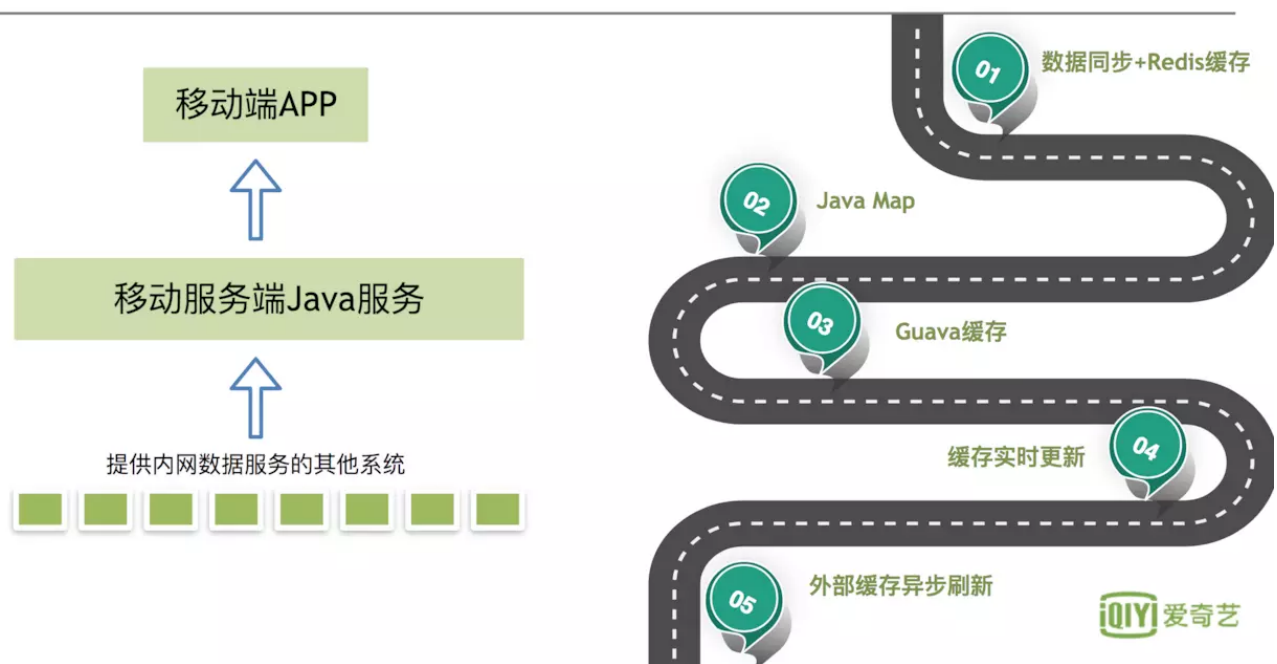 移动端APP
移动服务端Java服务
提供内网数据服务的其他系统
01
数据同步+Redis缓存
02
Java Map
03
Guava缓存
04
缓存实时更新
05
外部缓存异步刷新
iQIYI 爱奇艺